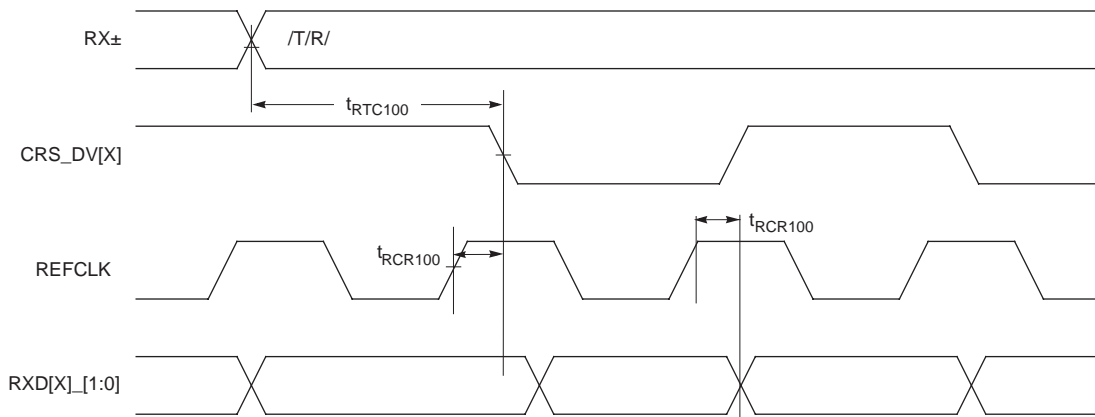 RX±
/T/R/
tRTC100
CRS_DV[X]
tRCR100
tRCR100
REFCLK
RXD[X]_[1:0]